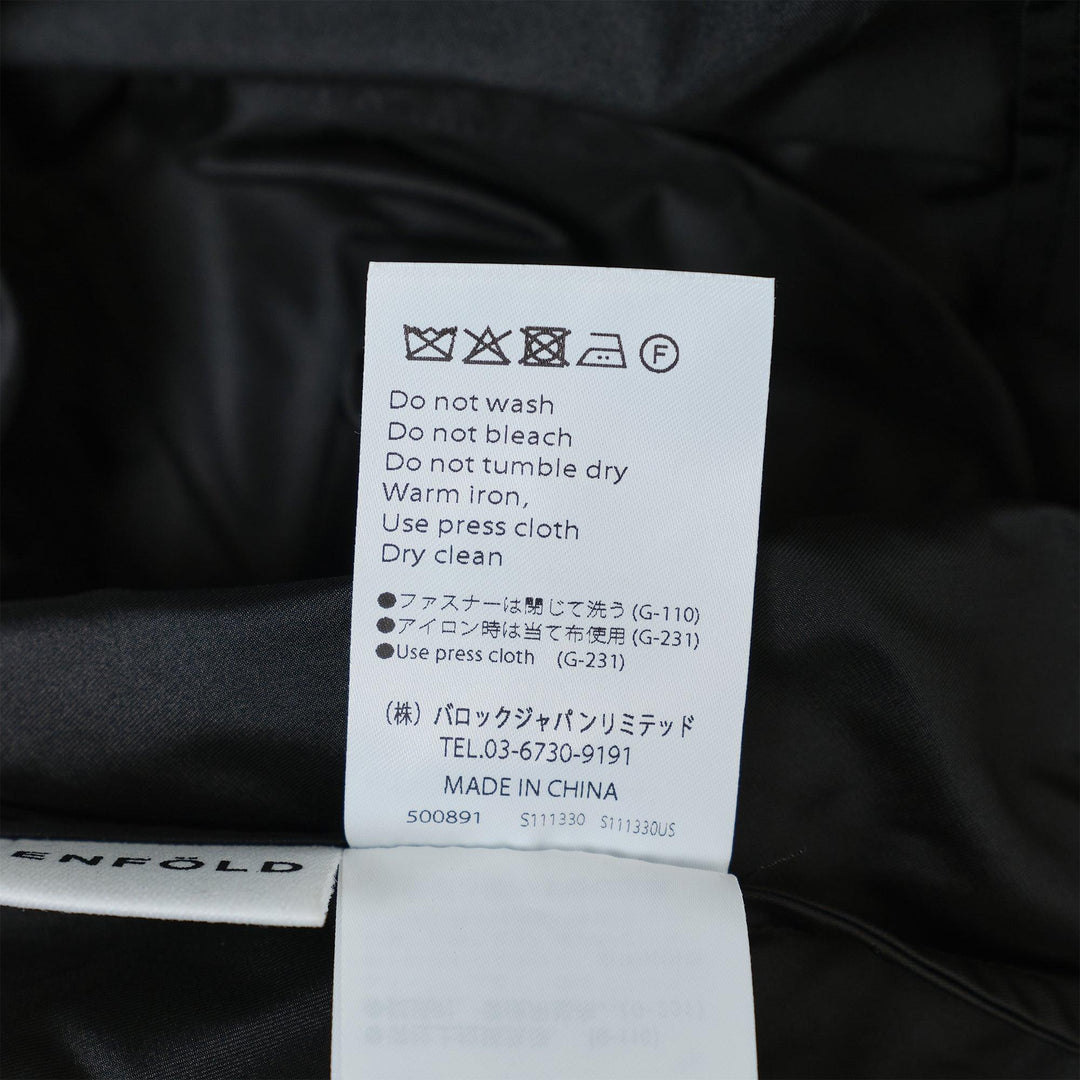 F
Do not wash
Do not bleach
Do not tumble dry
Warm iron,
Use press cloth
Dry clean
●ファスナーは閉じて洗う (G-110)
●アイロン時は当て布使用 (G-231)
●Use press cloth (G-231)
（株）バロックジャパンリミテッド
TEL.03-6730-9191
MADE IN CHINA
500891 S111330 S111330US
ENFÖLD